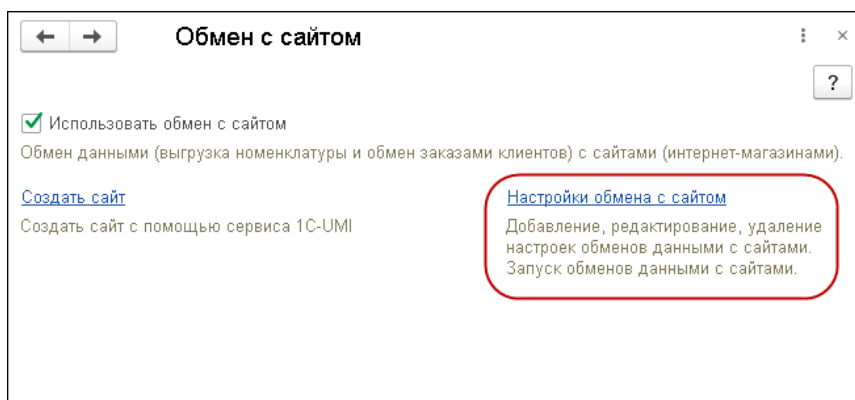 Обмен с сайтом
?
Использовать обмен с сайтом
Обмен данными (выгрузка номенклатуры и обмен заказами клиентов) с сайтами (интернет-магазинами).
Создать сайт
Создать сайт с помощью сервиса 1С-UMI
Настройки обмена с сайтом
Добавление, редактирование, удаление
настроек обменов данными с сайтами.
Запуск обменов данными с сайтами.